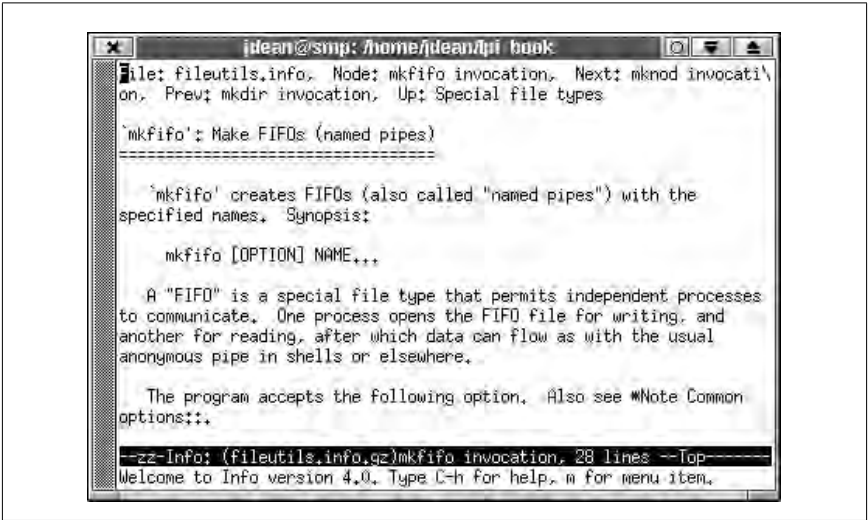 jdean@smp: /home/jdean/lpi_book
File: fileutils.info,  Node: mkfifo invocation,  Next: mknod invocati\
on,  Prev: mkdir invocation,  Up: Special file types
`mkfifo': Make FIFOs (named pipes)
==================================
`mkfifo' creates FIFOs (also called "named pipes") with the
specified names.  Synopsis:
mkfifo [OPTION] NAME...
A "FIFO" is a special file type that permits independent processes
to communicate.  One process opens the FIFO file for writing, and
another for reading, after which data can flow as with the usual
anonymous pipe in shells or elsewhere.
The program accepts the following option.  Also see *Note Common
options::.
--zz-Info: (fileutils.info.gz)mkfifo invocation, 28 lines --Top-------
Welcome to Info version 4.0. Type C-h for help, m for menu item.